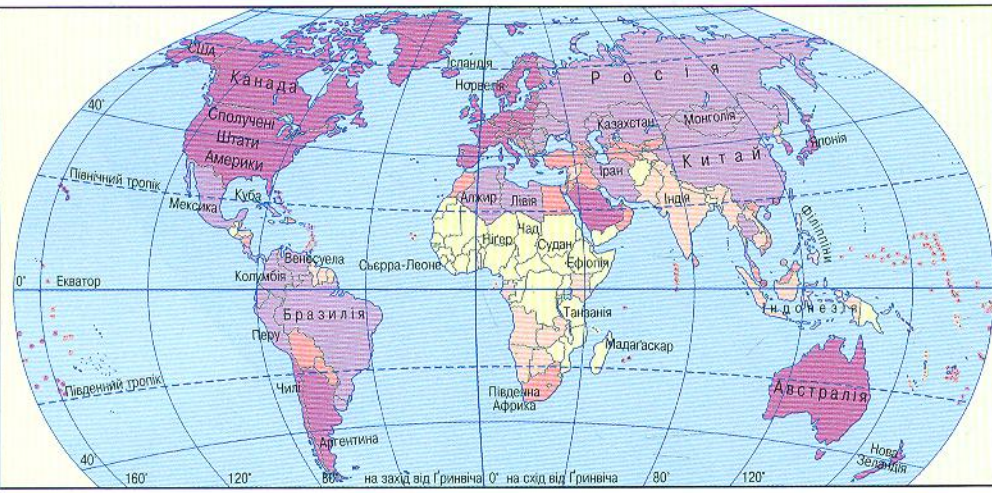 США
Ісландія
Канада
Норвегія
Росія
40°
Сполучені
Штати
Америки
Казахстан
Монголія
Японія
Китай
Іран
Північний тропік
Куба
Мексика
Алжир
Лівія
Індія
Філіппіни
Чад
Нігер
Судан
Венесуела
Сьєрра-Леоне
Ефіопія
Колумбія
0°
Екватор
Бразилія
Танзанія
Індонезія
Перу
Мадагаскар
Південний тропік
Чилі
Південна
Африка
Австралія
Аргентина
Нова
Зеландія
40°
160°
120°
80°
на захід від Ґринвіча
0°
на схід від Ґринвіча
80°
120°